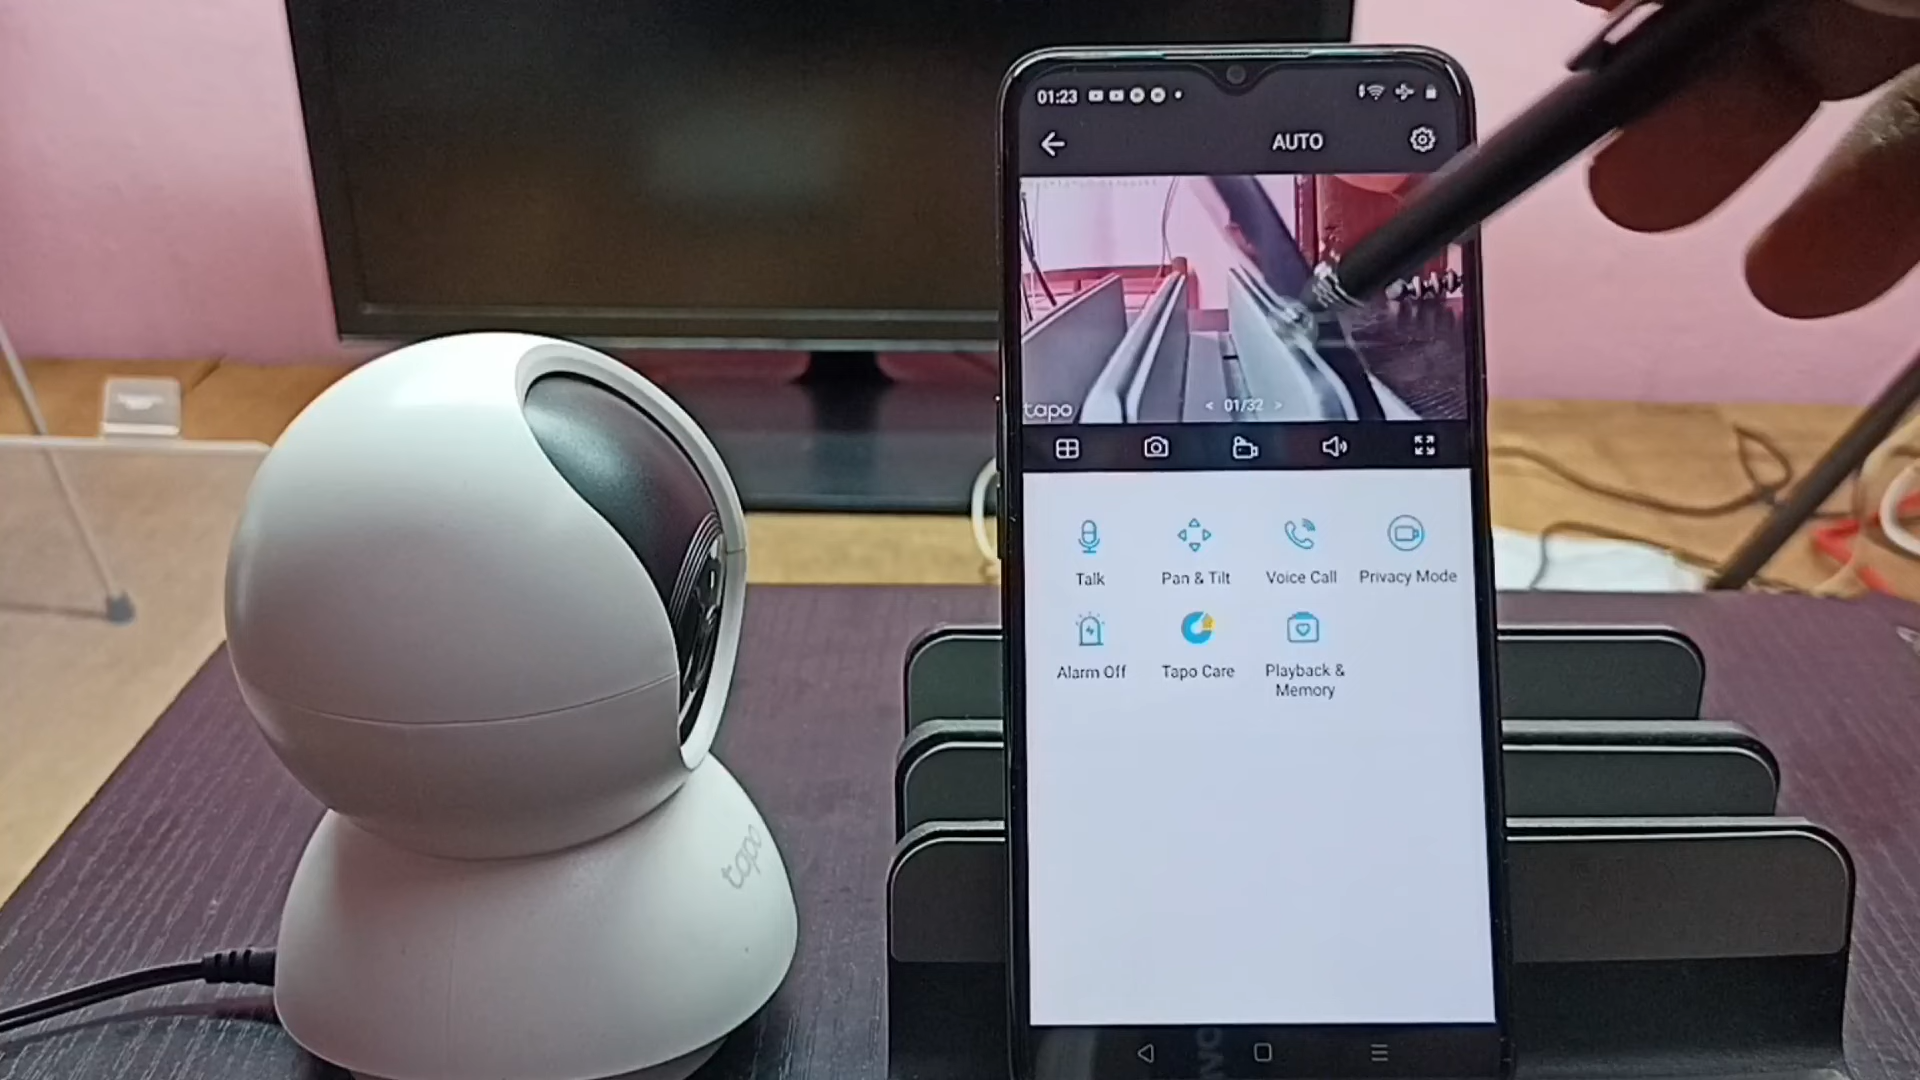 01:23
AUTO
tapo
< 01/32 >
Talk
Pan & Tilt
Voice Call
Privacy Mode
Alarm Off
Tapo Care
Playback &
Memory
tapo